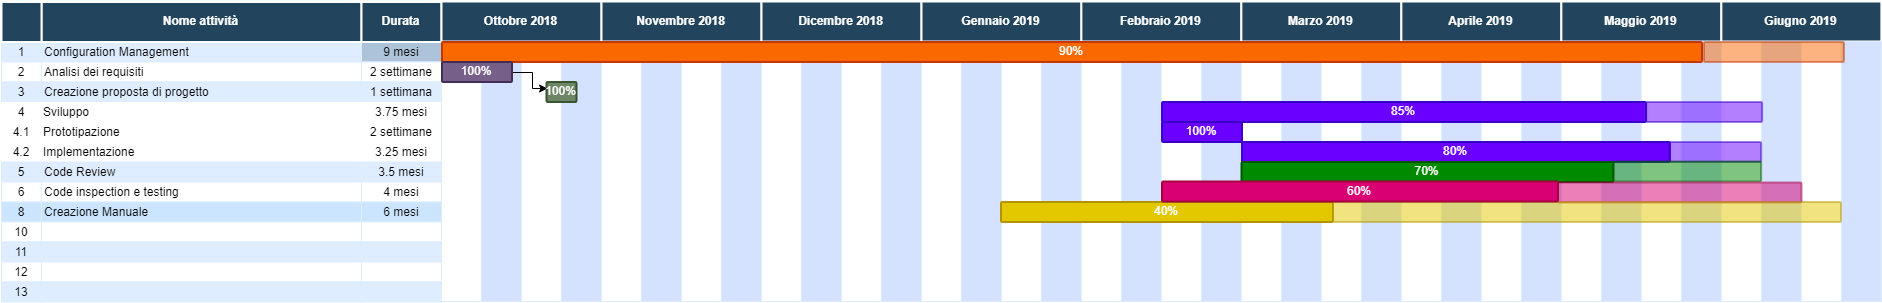 Nome attività Durata Ottobre 2018 Novembre 2018 Dicembre 2018 Gennaio 2019 Febbraio 2019 Marzo 2019 Aprile 2019 Maggio 2019 Giugno 2019
1 Configuration Management 9 mesi 90%
2 Analisi dei requisiti 2 settimane 100%
3 Creazione proposta di progetto 1 settimana 100%
4 Sviluppo 3.75 mesi 85%
4.1 Prototipazione 2 settimane 100%
4.2 Implementazione 3.25 mesi 80%
5 Code Review 3.5 mesi 70%
6 Code inspection e testing 4 mesi 60%
8 Creazione Manuale 6 mesi 40%
10
11
12
13